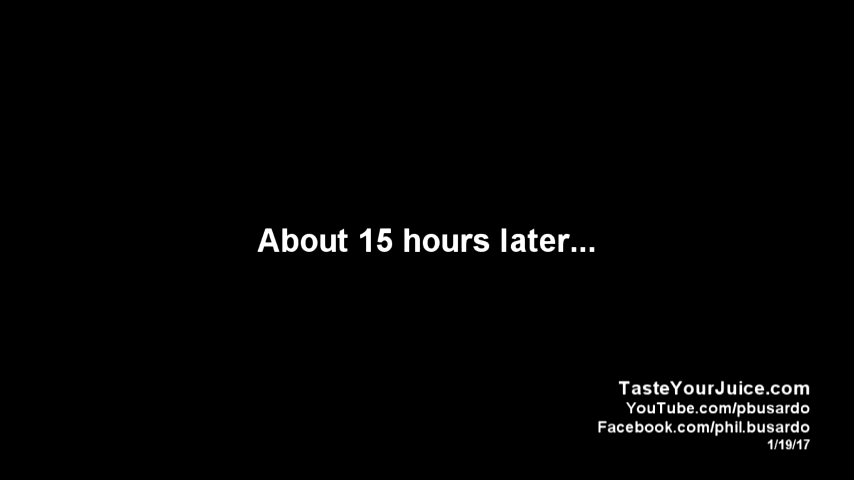 About 15 hours later...
TasteYourJuice.com
YouTube.com/pbusardo
Facebook.com/phil.busardo
1/19/17